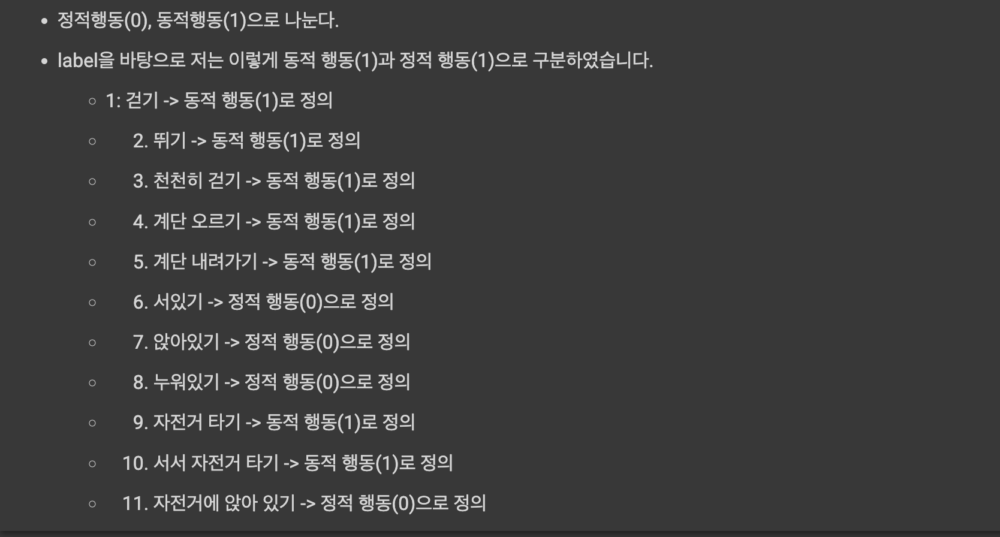 정적행동(0), 동적행동(1)으로 나눈다.
label을 바탕으로 저는 이렇게 동적 행동(1)과 정적 행동(1)으로 구분하였습니다.
1: 걷기 -> 동적 행동(1)로 정의
2. 뛰기 -> 동적 행동(1)로 정의
3. 천천히 걷기 -> 동적 행동(1)로 정의
4. 계단 오르기 -> 동적 행동(1)로 정의
5. 계단 내려가기 -> 동적 행동(1)로 정의
6. 서있기 -> 정적 행동(0)으로 정의
7. 앉아있기 -> 정적 행동(0)으로 정의
8. 누워있기 -> 정적 행동(0)으로 정의
9. 자전거 타기 -> 동적 행동(1)로 정의
10. 서서 자전거 타기 -> 동적 행동(1)로 정의
11. 자전거에 앉아 있기 -> 정적 행동(0)으로 정의